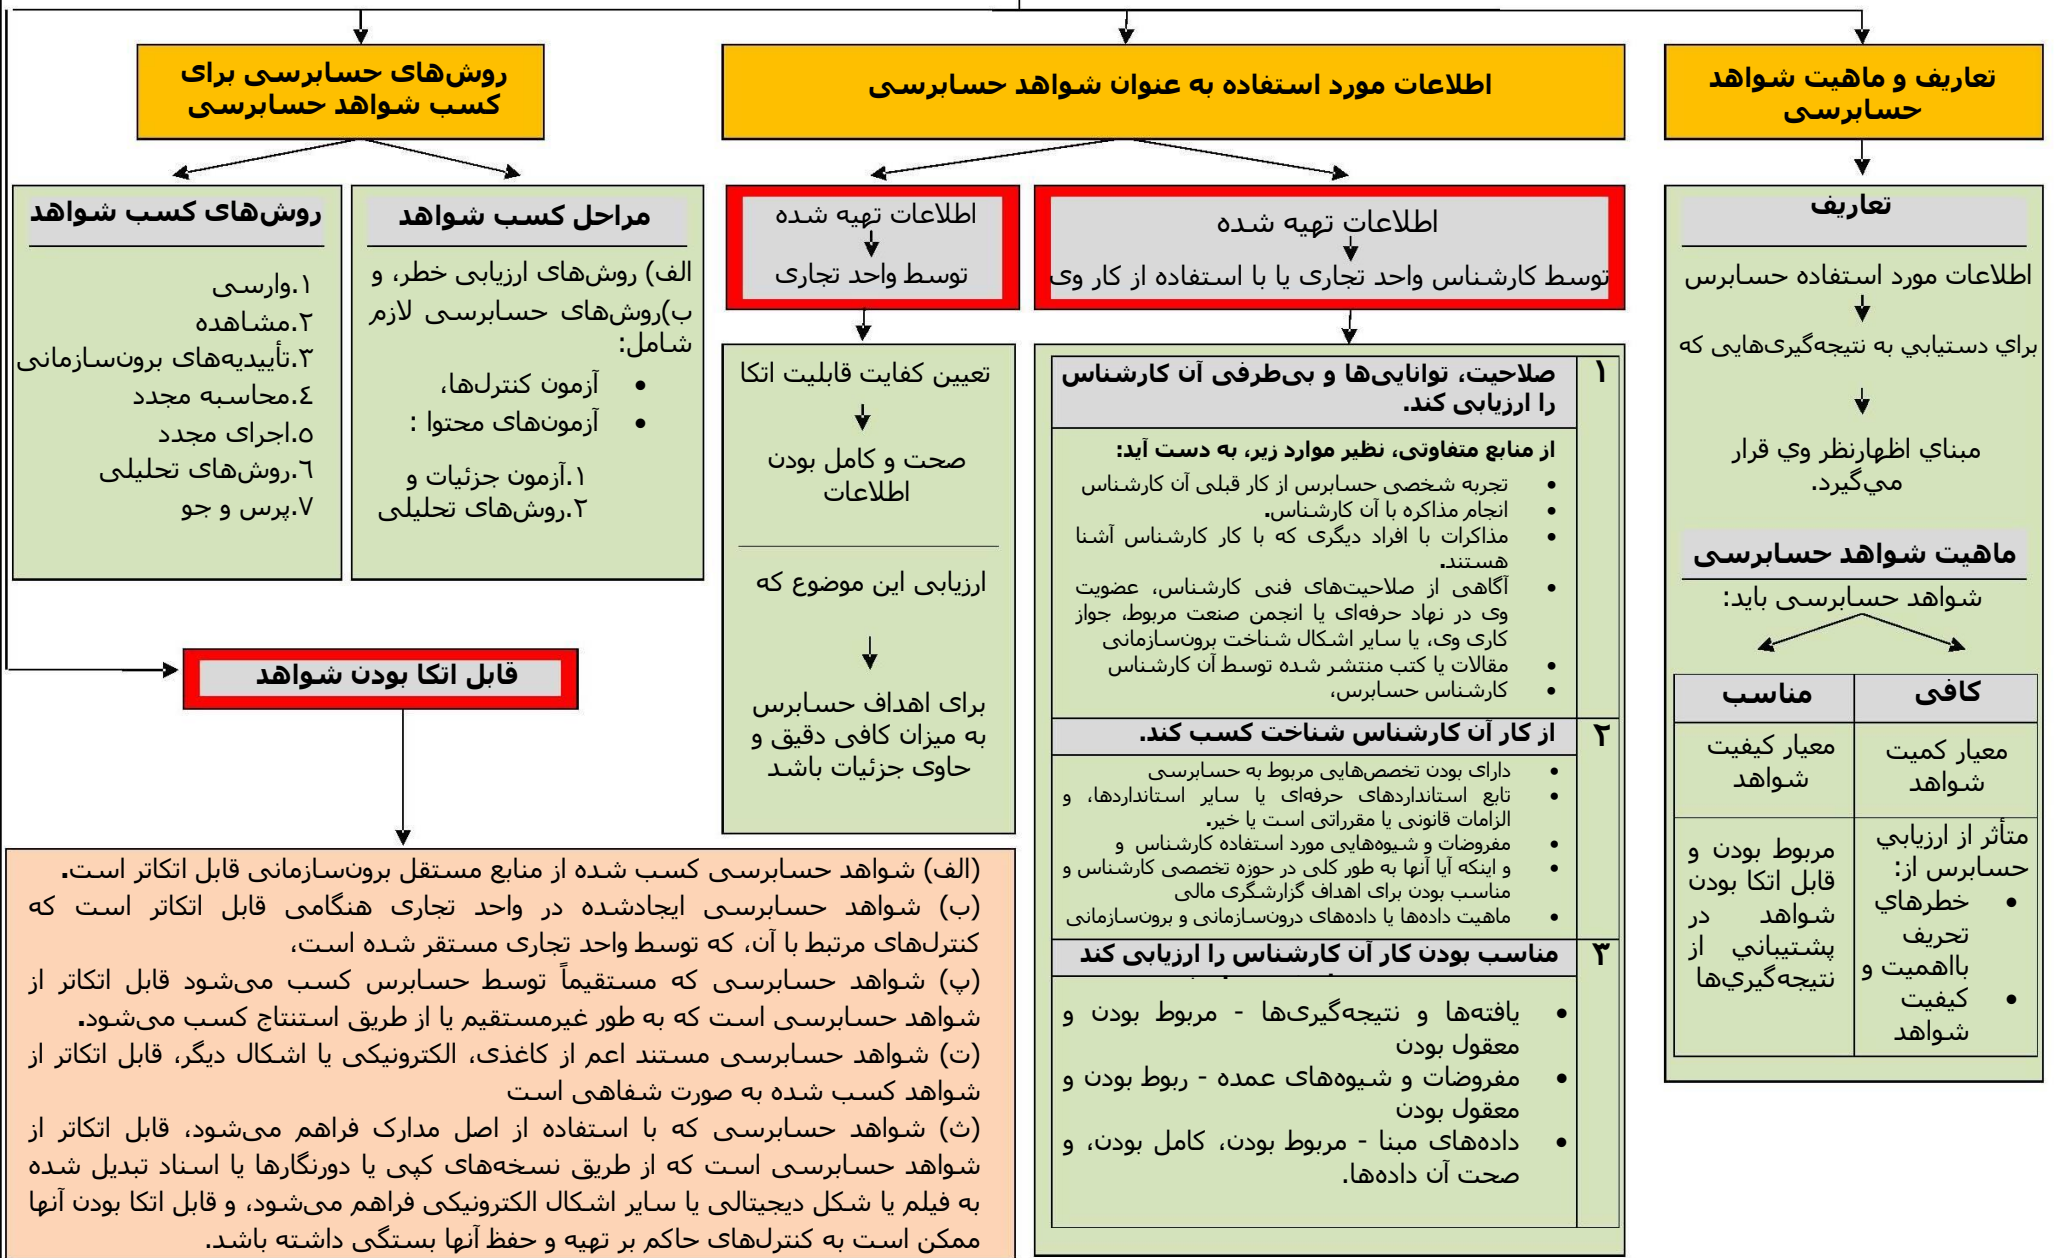 تعاریف و ماهیت شواهد
حسابرسی
تعاریف
اطلاعات مورد استفاده حسابرس
براي دستيابي به نتیجه‌گیری‌هایی که
مبناي اظهارنظر وي قرار
مي‌گیرد.
ماهیت شواهد حسابرسی
شواهد حسابرسی باید:
کافی
مناسب
معیار کمیت
شواهد
معیار کیفیت
شواهد
متأثر از ارزيابي
حسابرس از:
• خطرهاي
تحریف
بااهمیت و
• کیفیت
شواهد
مربوط بودن و
قابل اتکا بودن
شواهد در
پشتيباني از
نتیجه‌گيري‌ها
اطلاعات مورد استفاده به عنوان شواهد حسابرسی
اطلاعات تهیه شده
توسط کارشناس واحد تجاری یا با استفاده از کار وی
۱
صلاحیت، توانایی‌ها و بی‌طرفی آن کارشناس
را ارزیابی کند.
از منابع متفاوتی، نظیر موارد زیر، به دست آید:
• تجربه شخصی حسابرس از کار قبلی آن کارشناس
• انجام مذاکره با آن کارشناس.
• مذاکرات با افراد دیگری که با کار کارشناس آشنا
هستند.
• آگاهی از صلاحیت‌های فنی کارشناس، عضویت
وی در نهاد حرفه‌ای یا انجمن صنعت مربوط، جواز
کاری وی، یا سایر اشکال شناخت برون‌سازمانی
• مقالات یا کتب منتشر شده توسط آن کارشناس
• کارشناس حسابرس،
۲
از کار آن کارشناس شناخت کسب کند.
• دارای بودن تخصص‌هایی مربوط به حسابرسی
• تابع استانداردهای حرفه‌ای یا سایر استانداردها، و
الزامات قانونی یا مقرراتی است یا خیر.
• مفروضات و شیوه‌هایی مورد استفاده کارشناس و
• و اینکه آیا آنها به طور کلی در حوزه تخصصی کارشناس و
مناسب بودن برای اهداف گزارشگری مالی
• ماهیت داده‌ها یا داده‌های درون‌سازمانی و برون‌سازمانی
۳
مناسب بودن کار آن کارشناس را ارزیابی کند
• یافته‌ها و نتیجه‌گیری‌ها - مربوط بودن و
معقول بودن
• مفروضات و شیوه‌های عمده - ربوط بودن و
معقول بودن
• داده‌های مبنا - مربوط بودن، کامل بودن، و
صحت آن داده‌ها.
اطلاعات تهیه شده
توسط واحد تجاری
تعیین کفایت قابلیت اتکا
صحت و کامل بودن
اطلاعات
ارزیابی این موضوع که
برای اهداف حسابرس
به میزان کافی دقیق و
حاوی جزئیات باشد
روش‌های حسابرسی برای
کسب شواهد حسابرسی
مراحل کسب شواهد
الف) روش‌های ارزیابی خطر، و
ب)روش‌های حسابرسی لازم
شامل:
• آزمون کنترل‌ها،
• آزمون‌های محتوا :
۱.آزمون جزئیات و
۲.روش‌های تحلیلی
روش‌های کسب شواهد
۱.وارسی
۲.مشاهده
۳.تأییدیه‌های برون‌سازمانی
٤.محاسبه مجدد
٥.اجرای مجدد
٦.روش‌های تحلیلی
۷.پرس و جو
قابل اتکا بودن شواهد
(الف) شواهد حسابرسی کسب شده از منابع مستقل برون‌سازمانی قابل اتکاتر است.
(ب) شواهد حسابرسی ایجادشده در واحد تجاری هنگامی قابل اتکاتر است که
کنترل‌های مرتبط با آن، که توسط واحد تجاری مستقر شده است،
(پ) شواهد حسابرسی که مستقیماً توسط حسابرس کسب می‌شود قابل اتکاتر از
شواهد حسابرسی است که به طور غیرمستقیم یا از طریق استنتاج کسب می‌شود.
(ت) شواهد حسابرسی مستند اعم از کاغذی، الکترونیکی یا اشکال دیگر، قابل اتکاتر از
شواهد کسب شده به صورت شفاهی است
(ث) شواهد حسابرسی که با استفاده از اصل مدارک فراهم می‌شود، قابل اتکاتر از
شواهد حسابرسی است که از طریق نسخه‌های کپی یا دورنگارها یا اسناد تبدیل شده
به فیلم یا شکل دیجیتالی یا سایر اشکال الکترونیکی فراهم می‌شود، و قابل اتکا بودن آنها
ممکن است به کنترل‌های حاکم بر تهیه و حفظ آنها بستگی داشته باشد.